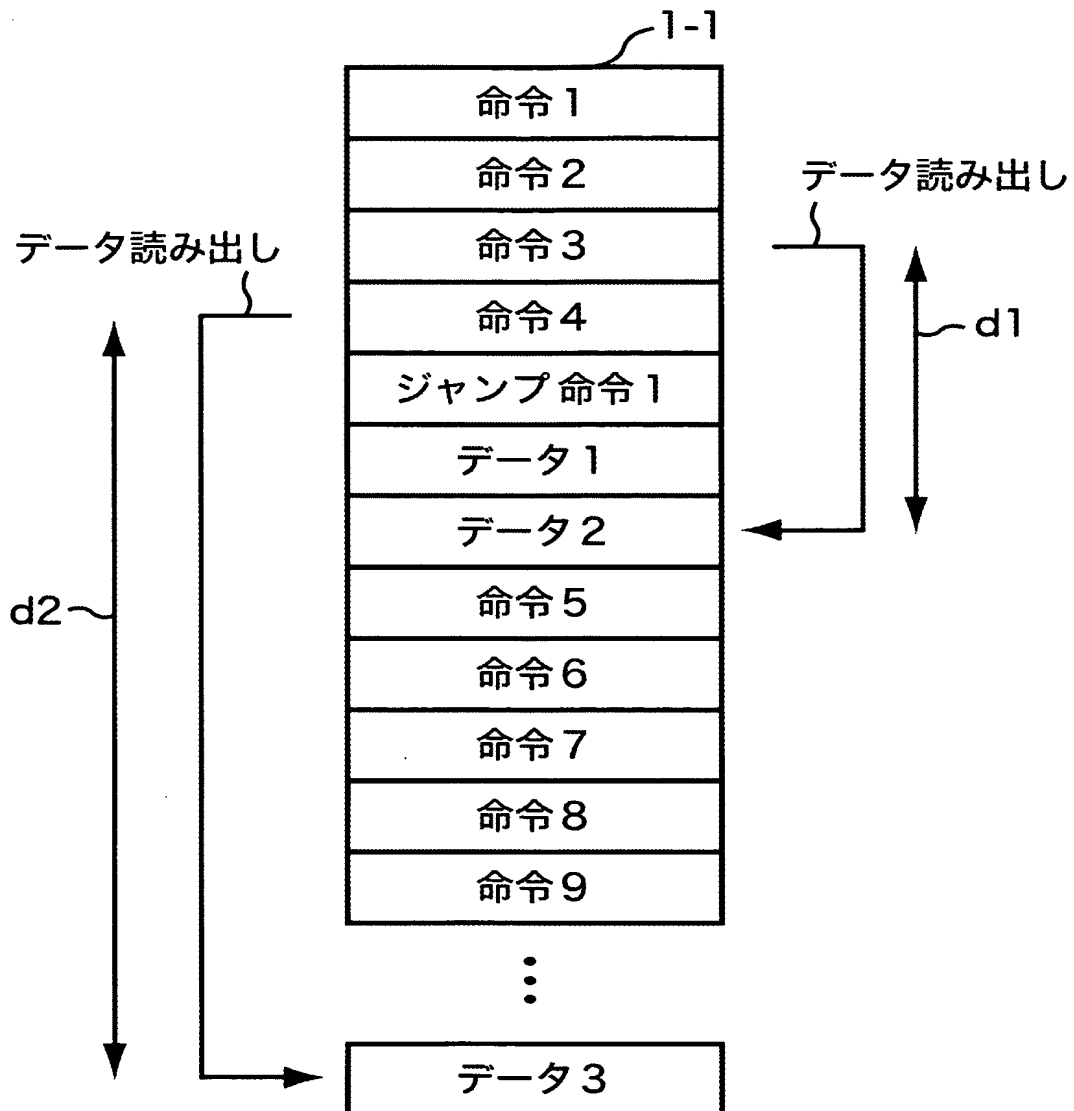 1-1
命令1
命令2
データ読み出し
命令3
データ読み出し
命令4
d1
ジャンプ命令1
データ1
データ2
命令5
d2
命令6
命令7
命令8
命令9
データ3